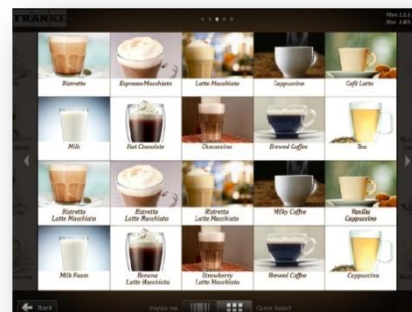 FRANKE
Ristretto
Espresso Macchiato
Latte Macchiato
Cappuccino
Café Latte
Milk
Hot Chocolate
Chococcino
Brewed Coffee
Tea
Ristretto
Latte Macchiato
Ristretto
Latte Macchiato
Ristretto
Latte Macchiato
Milky Coffee
Vanilla
Cappuccino
Milk Foam
Banana
Latte Macchiato
Strawberry
Latte Macchiato
Brewed Coffee
Cappuccino
Back
Inspire me
Quick Select